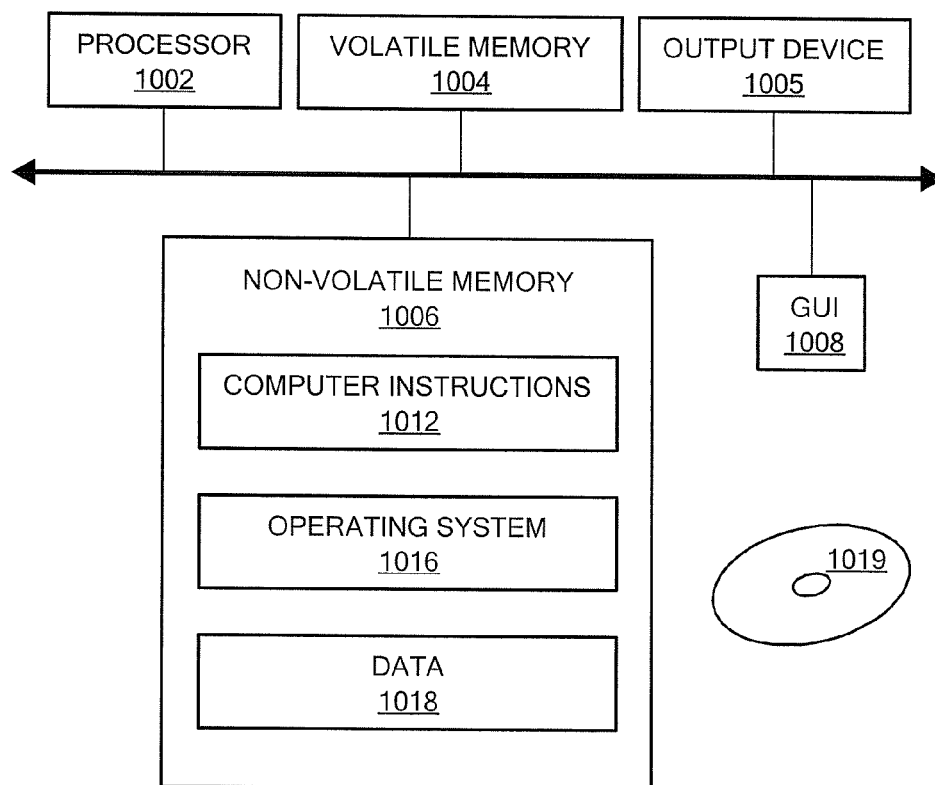 PROCESSOR
1002
VOLATILE MEMORY
1004
OUTPUT DEVICE
1005
NON-VOLATILE MEMORY
1006
COMPUTER INSTRUCTIONS
1012
OPERATING SYSTEM
1016
DATA
1018
GUI
1008
1019